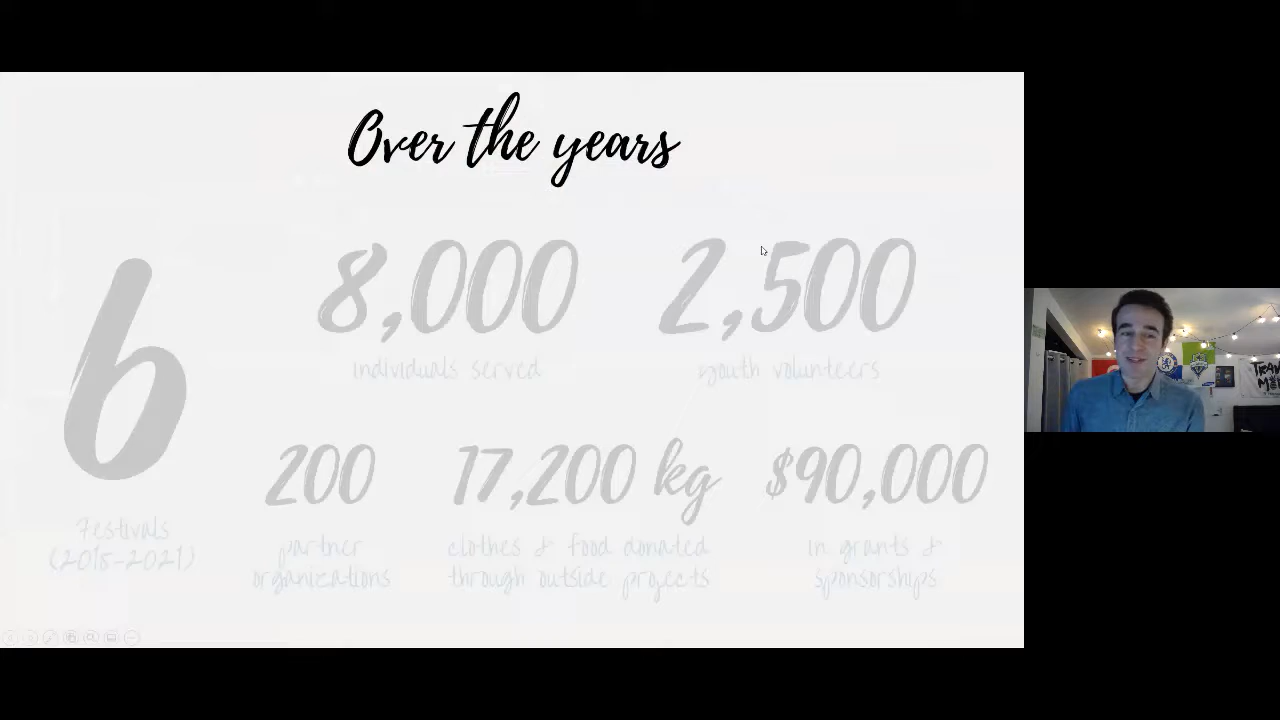 Over the years
8,000
2,500
individuals served
youth volunteers
6
200
17,200 kg
$90,000
Festivals
(2015-2021)
partner
organizations
clothes & food donated
through outside projects
in grants &
sponsorships